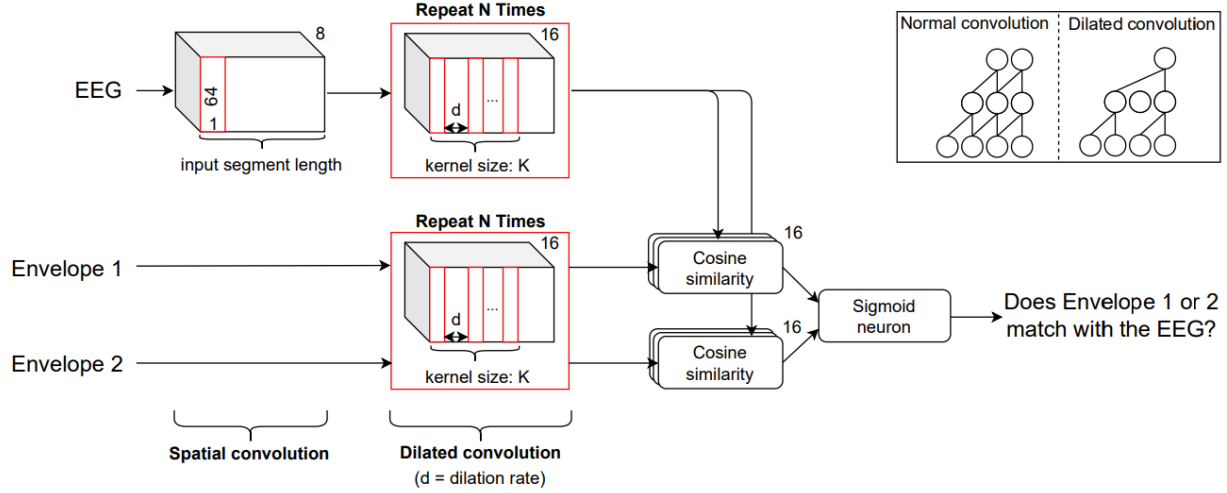 Repeat N Times
8
16
EEG
64
1
d
...
input segment length
kernel size: K
Normal convolution
Dilated convolution
Repeat N Times
16
Envelope 1
d
...
Envelope 2
kernel size: K
16
Cosine
similarity
16
Cosine
similarity
Sigmoid
neuron
Does Envelope 1 or 2
match with the EEG?
Spatial convolution
Dilated convolution
(d = dilation rate)